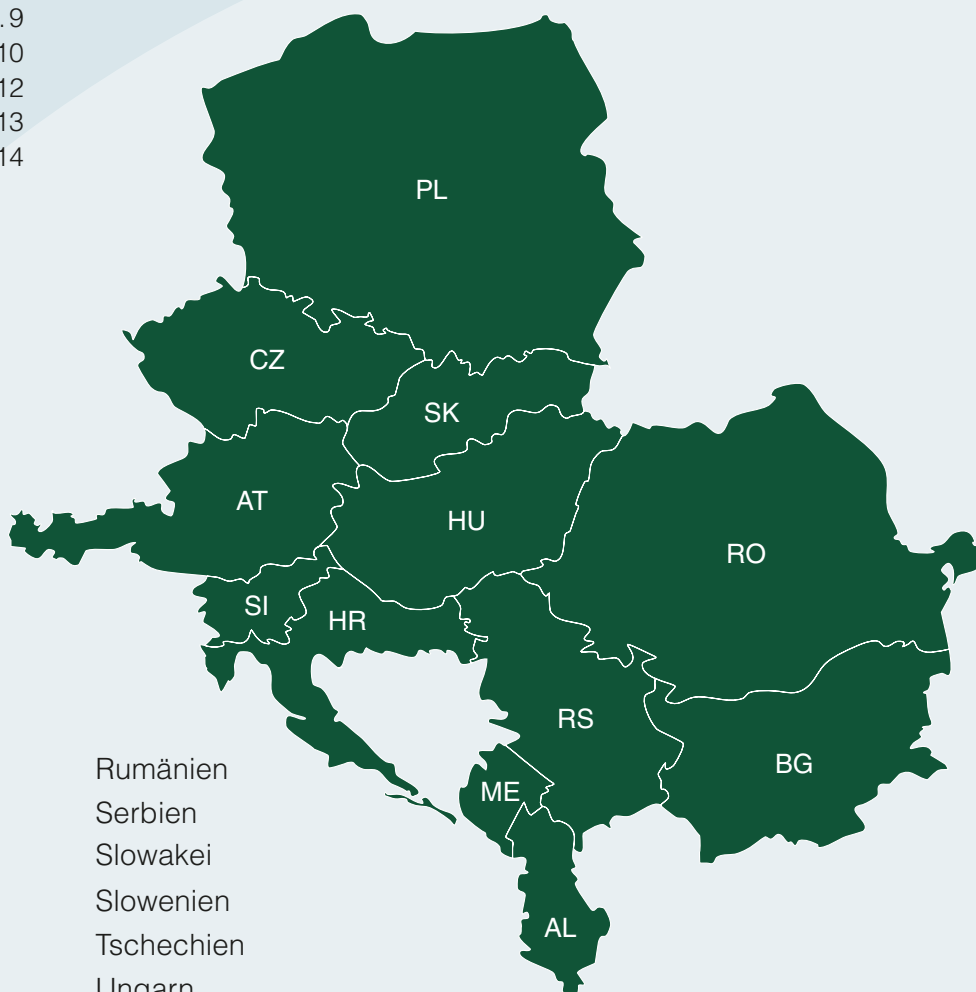 .9
10
12
13
14
PL
CZ
SK
AT
HU
RO
SI
HR
RS
BG
ME
AL
Rumänien
Serbien
Slowakei
Slowenien
Tschechien
Ungarn